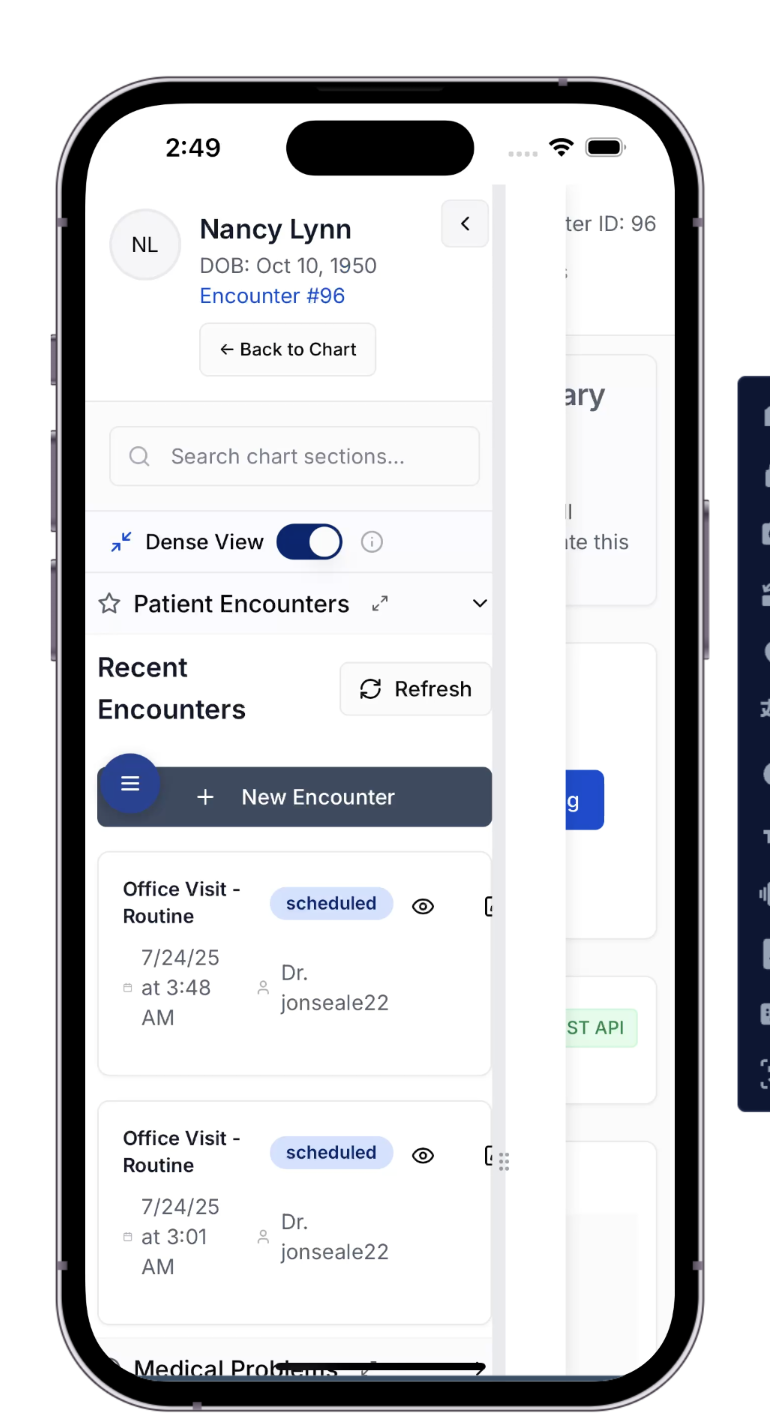 2:49
NL
Nancy Lynn
DOB: Oct 10, 1950
Encounter #96
← Back to Chart
ter ID: 96
Search chart sections...
ary
Dense View
te this
Patient Encounters
Recent
Encounters
Refresh
+ New Encounter
g
Office Visit -
Routine
scheduled
7/24/25
at 3:48
AM
Dr.
jonseale22
ST API
Office Visit -
Routine
scheduled
7/24/25
at 3:01
AM
Dr.
jonseale22
Medical Problems